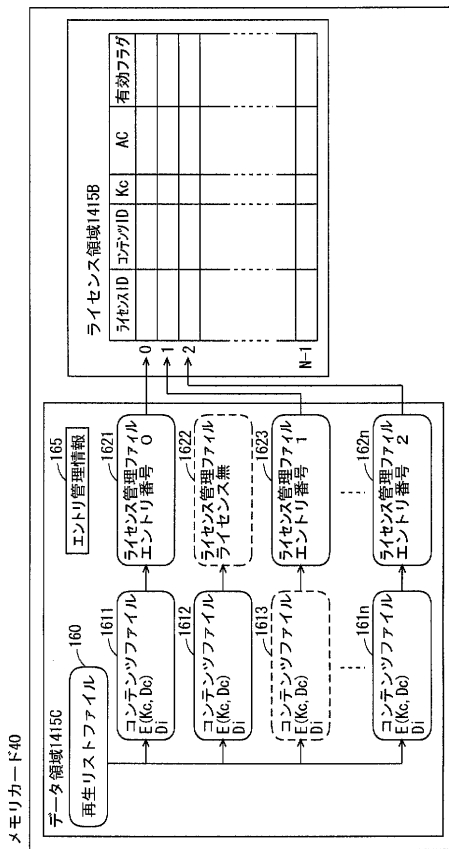 メモリカード40
データ領域1415C
160
再生リストファイル
165
エントリ管理情報
1611
コンテンツファイル
E(Kc, Dc)
Di
1621
ライセンス管理ファイル
エントリ番号 0
1612
コンテンツファイル
E(Kc, Dc)
Di
1622
ライセンス管理ファイル
ライセンス無
1613
コンテンツファイル
E(Kc, Dc)
Di
1623
ライセンス管理ファイル
エントリ番号 1
161n
コンテンツファイル
E(Kc, Dc)
Di
162n
ライセンス管理ファイル
エントリ番号 2
ライセンス領域1415B
ライセンスID コンテンツID Kc AC 有効フラグ
0
1
2
N-1